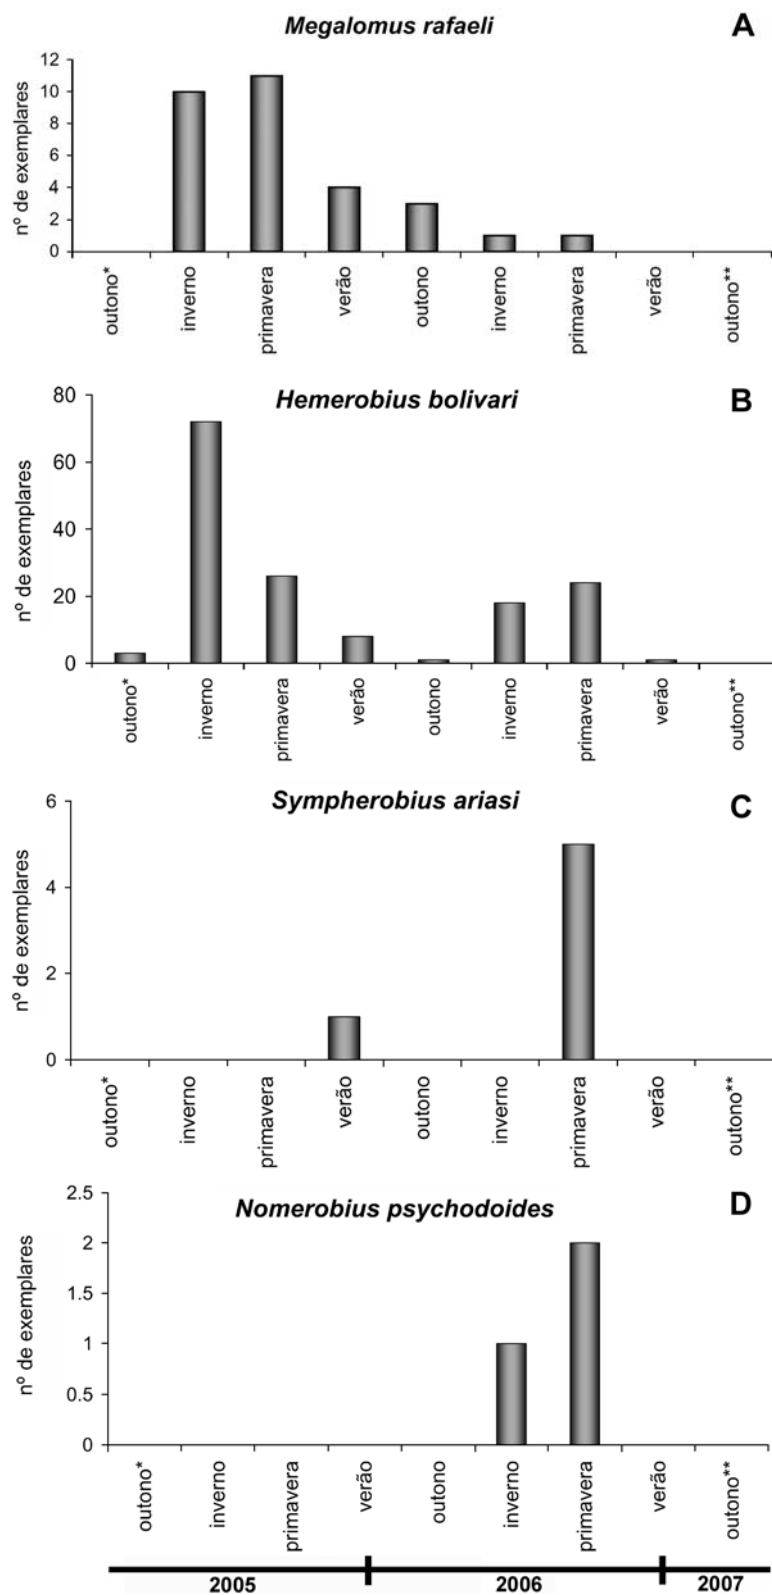 Megalomus rafaeli A
nº de exemplares
12
10
8
6
4
2
0
outono* inverno primavera verão outono inverno primavera verão outono**
Hemerobius bolivari B
nº de exemplares
80
60
40
20
0
outono* inverno primavera verão outono inverno primavera verão outono**
Sympherobius ariasi C
nº de exemplares
6
4
2
0
outono* inverno primavera verão outono inverno primavera verão outono**
Nomerobius psychodoides D
nº de exemplares
2.5
2
1.5
1
0.5
0
outono* inverno primavera verão outono inverno primavera verão outono**
2005 2006 2007